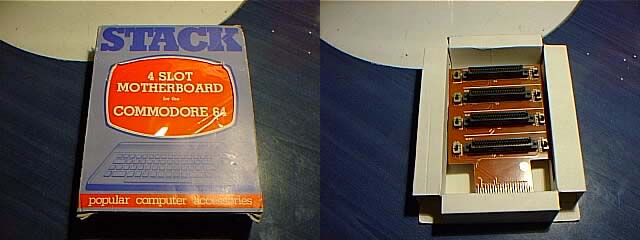 STACK
4 SLOT
MOTHERBOARD
for the
COMMODORE 64
popular computer accessories